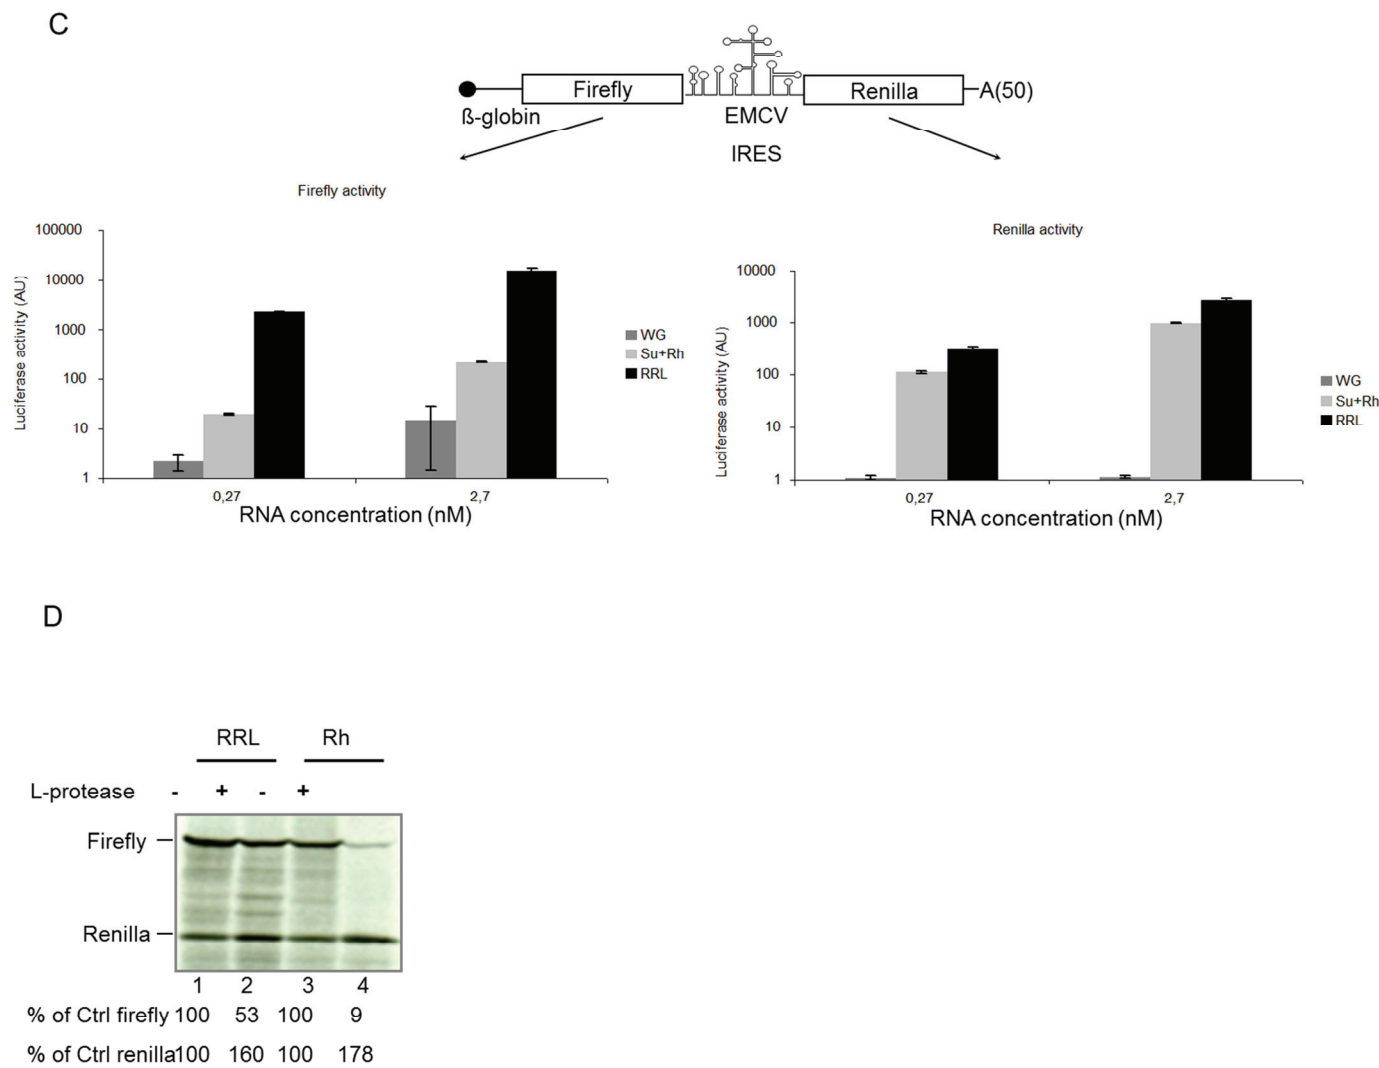 C
Firefly
Renilla
A(50)
ß-globin
EMCV
IRES
Firefly activity
Luciferase activity (AU)
100000
10000
1000
100
10
1
0,27
2,7
RNA concentration (nM)
WG
Su+Rh
RRL
Renilla activity
Luciferase activity (AU)
10000
1000
100
10
1
0,27
2,7
RNA concentration (nM)
WG
Su+Rh
RRL
D
RRL Rh
L-protease - + - +
Firefly
Renilla
1 2 3 4
% of Ctrl firefly 100 53 100 9
% of Ctrl renilla100 160 100 178